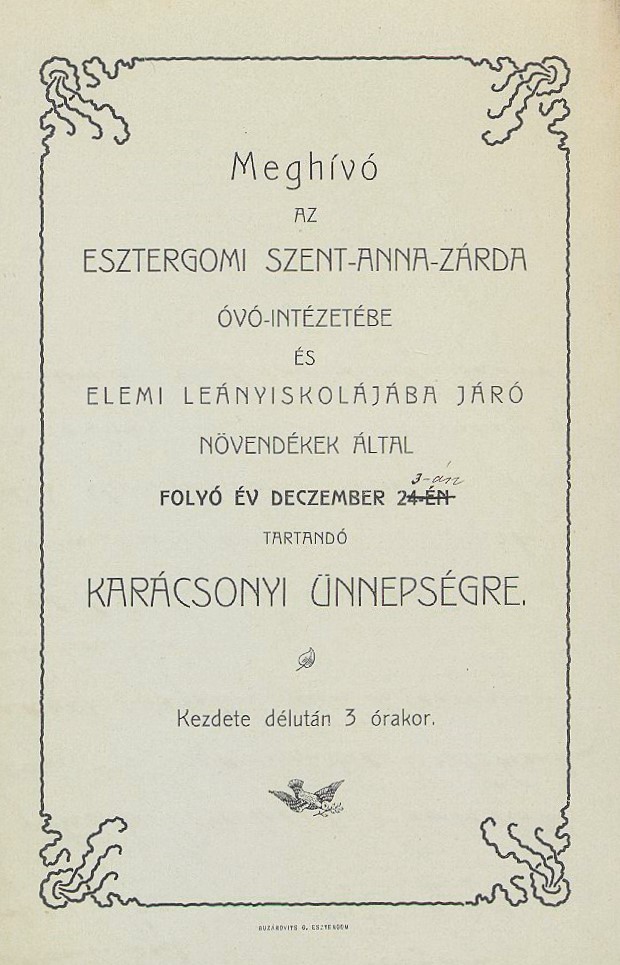 Meghívó
AZ
ESZTERGOMI SZENT-ANNA-ZÁRDA
ÓVÓ-INTÉZETÉBE
ÉS
ELEMI LEÁNYISKOLÁJÁBA JÁRÓ
NÖVENDÉKEK ÁLTAL
3-án
FOLYÓ ÉV DECZEMBER 24-ÉN
TARTANDÓ
KARÁCSONYI ÜNNEPSÉGRE.
Kezdete délután 3 órakor.
BUZÁROVITS G. ESZTERGOM